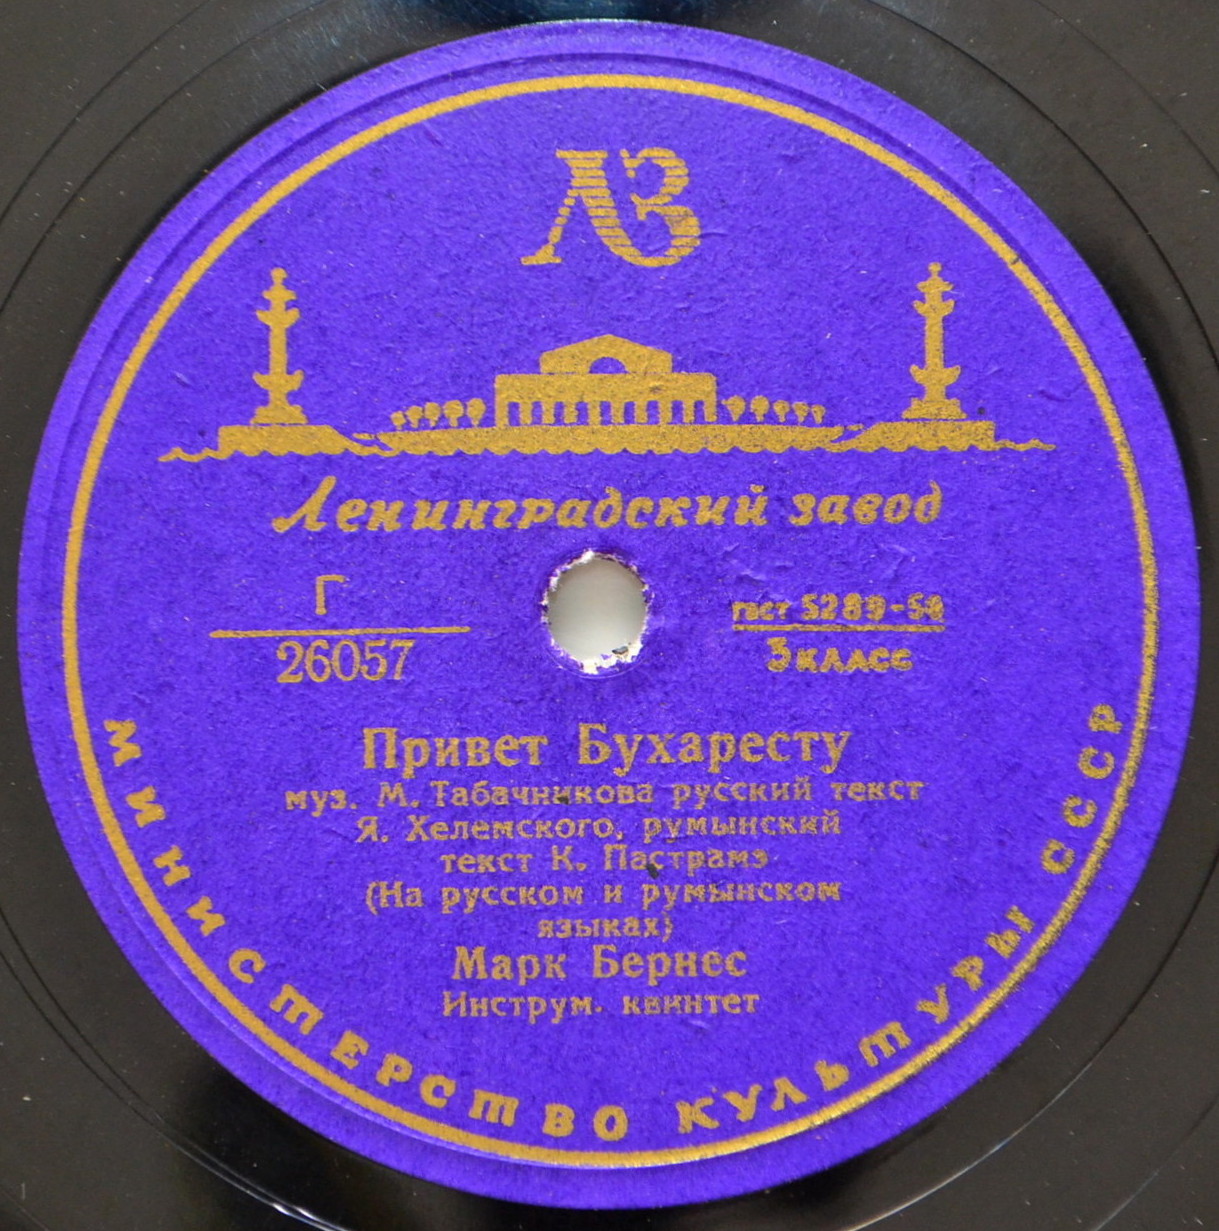 ЛЗ
Ленинградский завод
Г
26057
гост 5289-58
3 класс
Привет Бухаресту
муз. М. Табачникова русский текст
Я. Хелемского, румынский
текст К. Пастрамэ
(На русском и румынском
языках)
Марк Бернес
Инструм. квинтет
МИНИСТЕРСТВО КУЛЬТУРЫ СССР